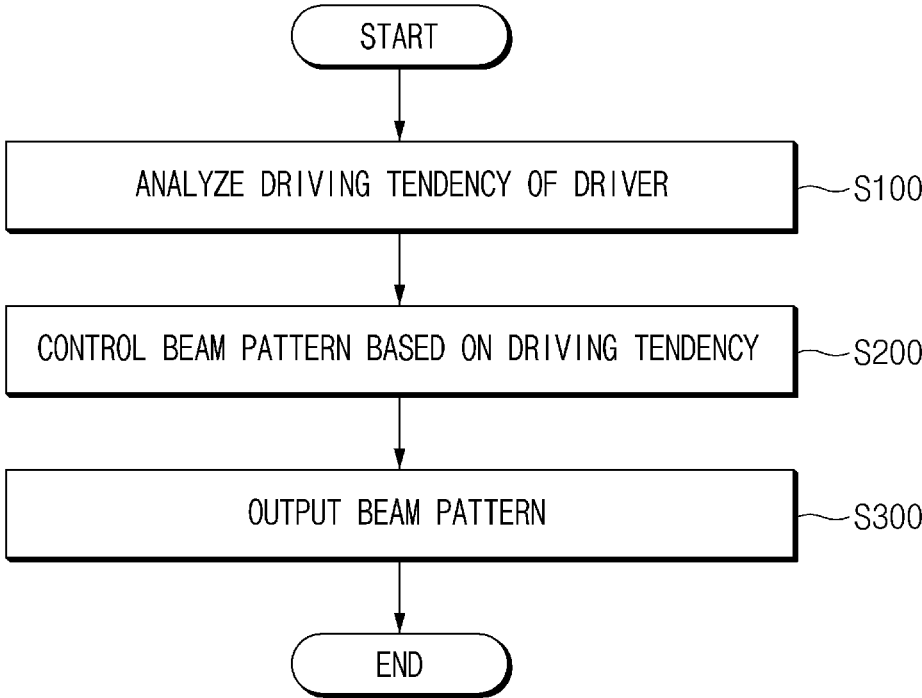 START
ANALYZE DRIVING TENDENCY OF DRIVER
S100
CONTROL BEAM PATTERN BASED ON DRIVING TENDENCY
S200
OUTPUT BEAM PATTERN
S300
END